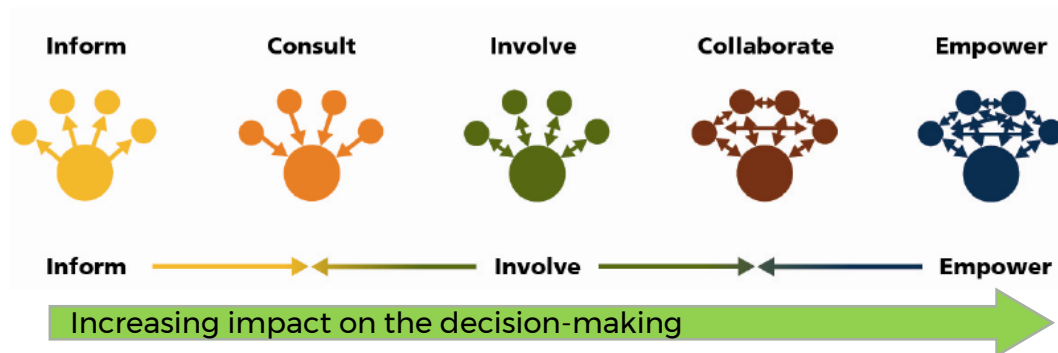 Inform Consult Involve Collaborate Empower
Inform Involve Empower
Increasing impact on the decision-making